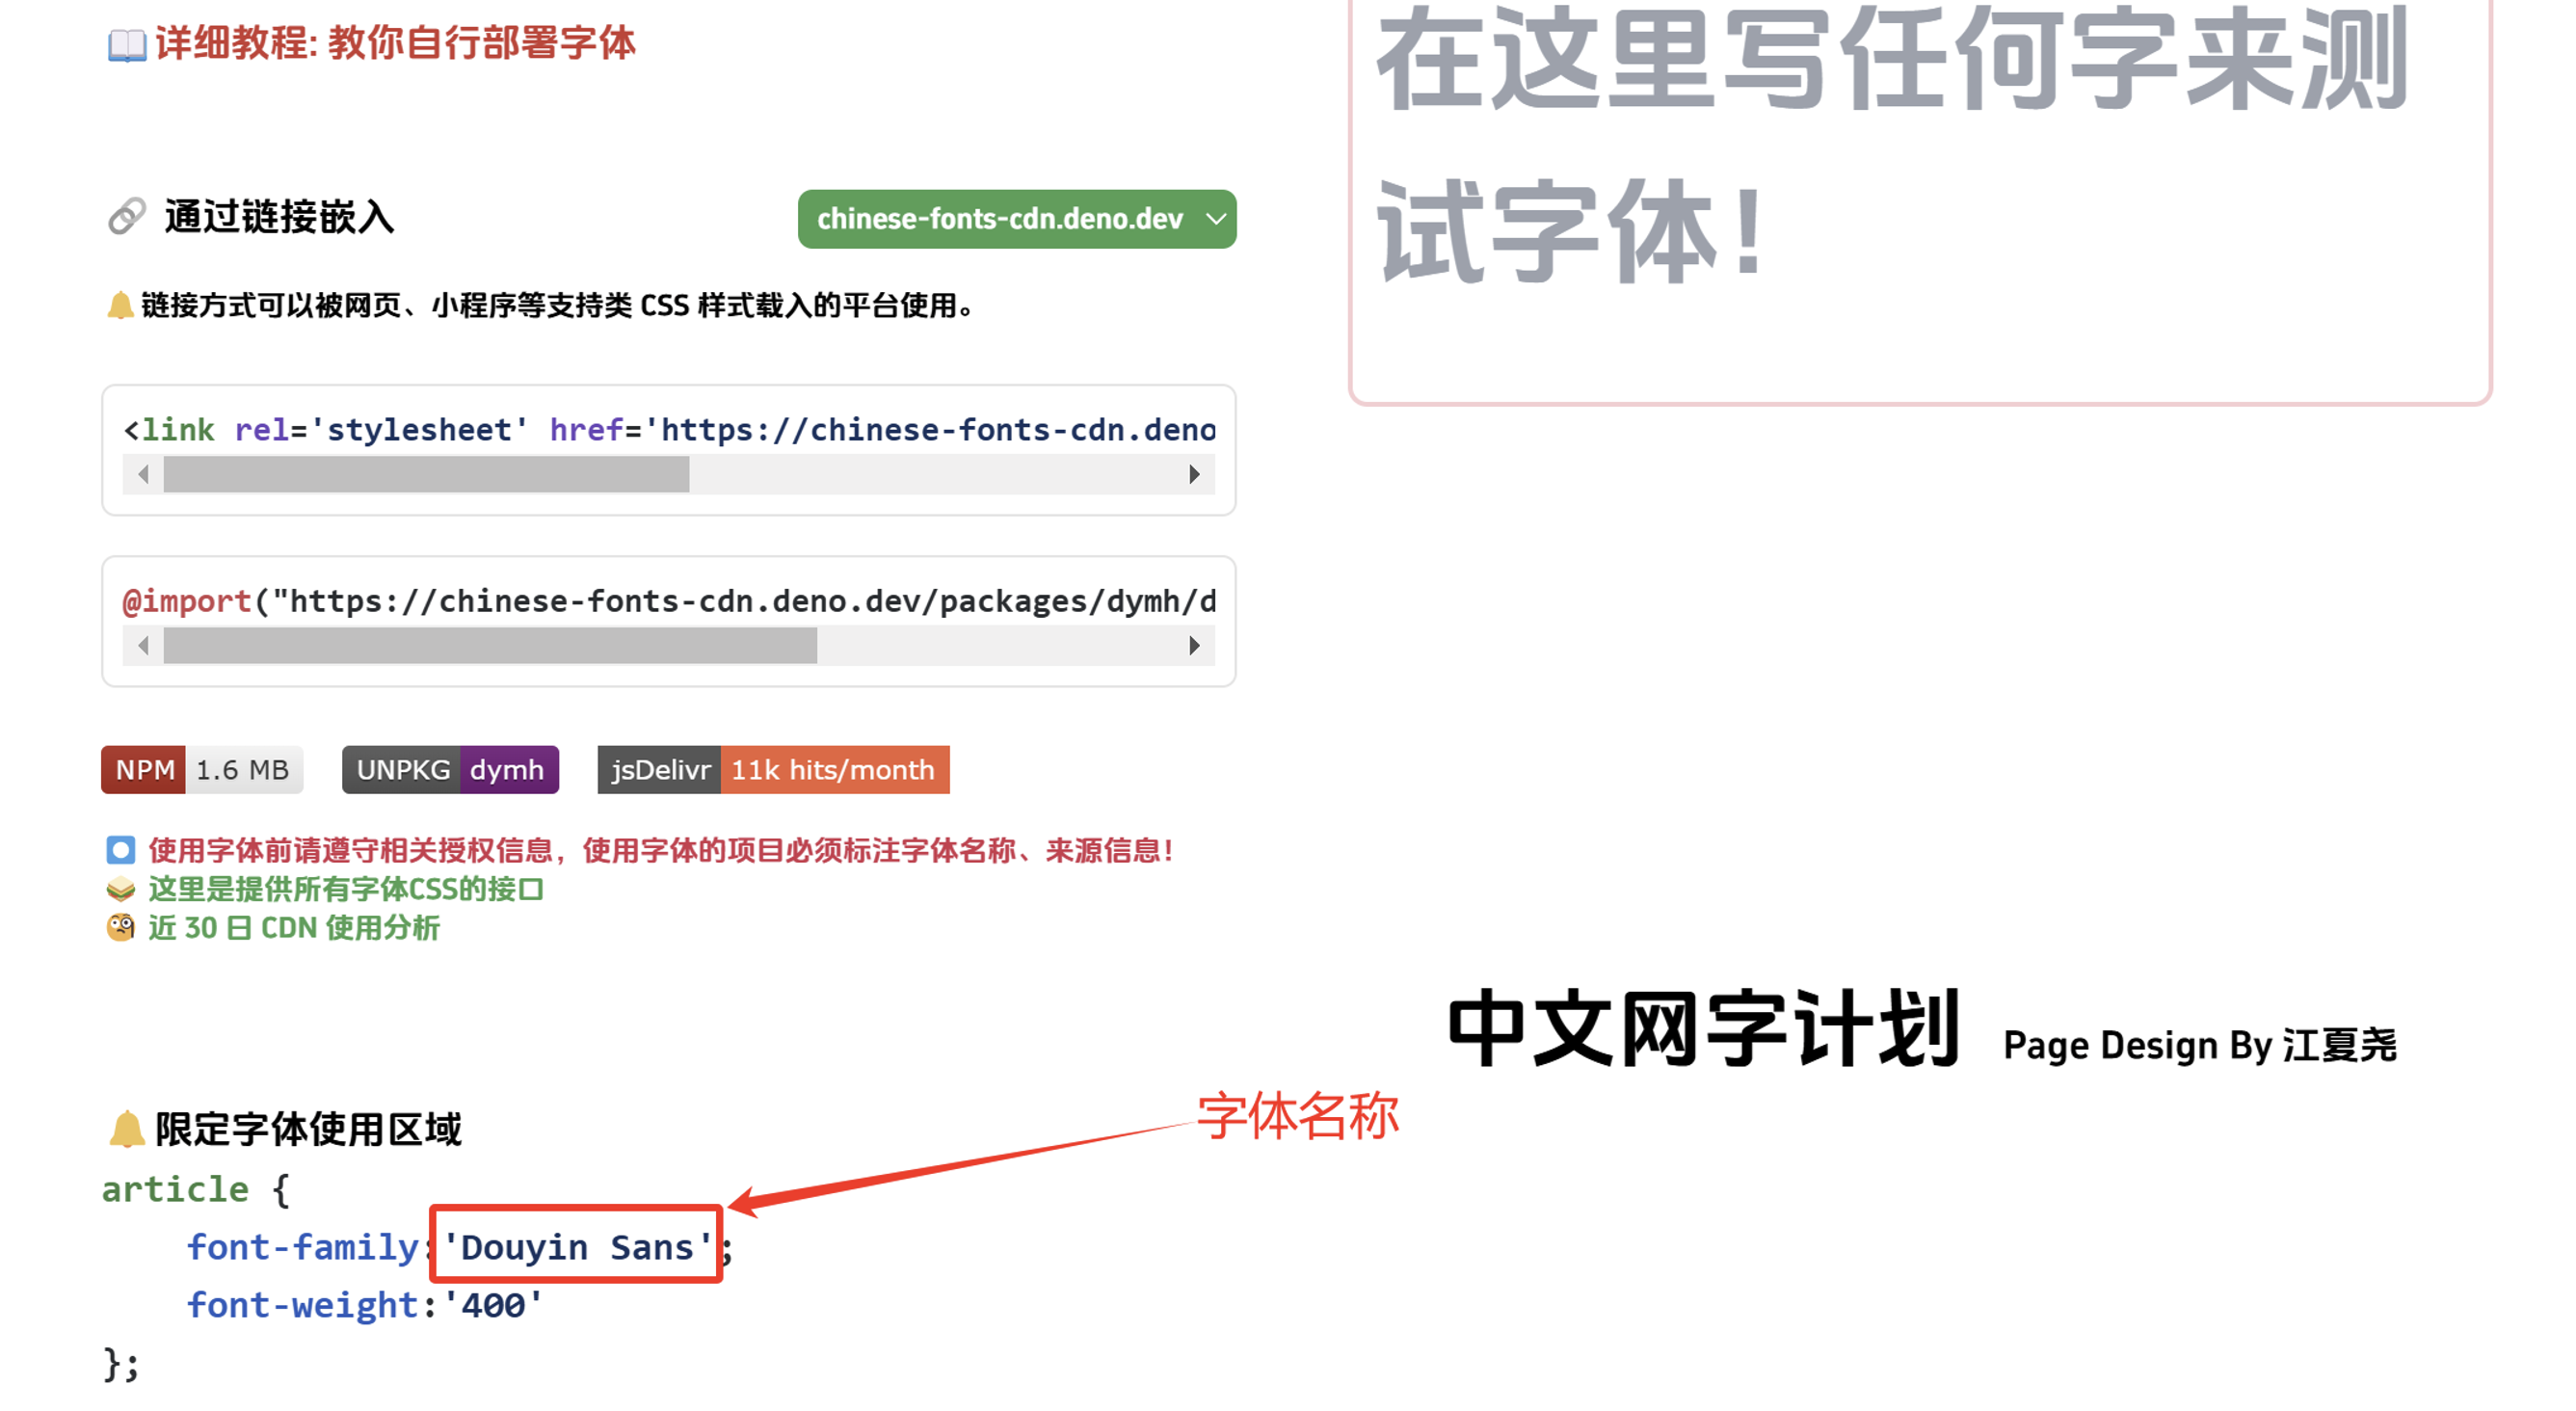 详细教程: 教你自行部署字体
在这里写任何字来测
试字体!
通过链接嵌入
chinese-fonts-cdn.deno.dev
链接方式可以被网页、小程序等支持类 CSS 样式载入的平台使用。
<link rel='stylesheet' href='https://chinese-fonts-cdn.deno
@import("https://chinese-fonts-cdn.deno.dev/packages/dymh/d
NPM 1.6 MB UNPKG dymh jsDelivr 11k hits/month
使用字体前请遵守相关授权信息，使用字体的项目必须标注字体名称、来源信息！
这里是提供所有字体CSS的接口
近 30 日 CDN 使用分析
中文网字计划 Page Design By 江夏尧
字体名称
限定字体使用区域
article {
font-family:'Douyin Sans';
font-weight:'400'
};